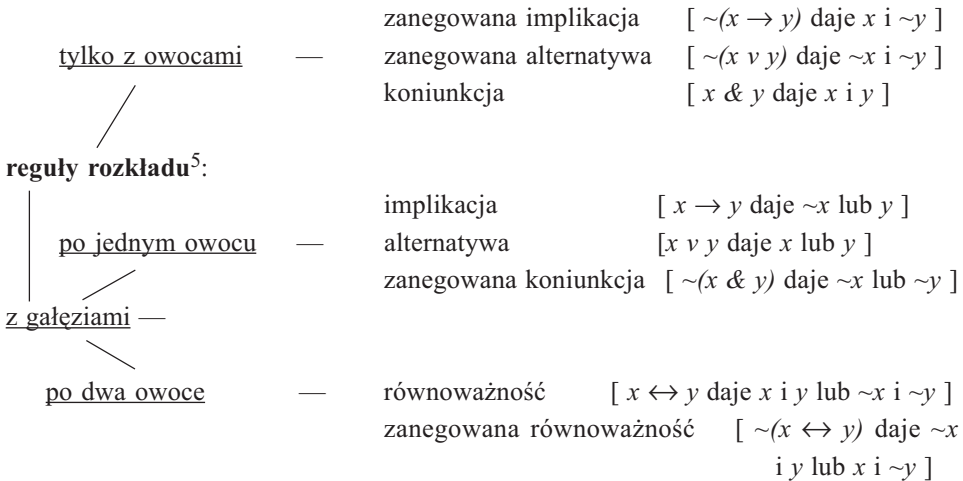 zanegowana implikacja [ ~(x → y) daje x i ~y ]
tylko z owocami — zanegowana alternatywa [ ~(x v y) daje ~x i ~y ]
koniunkcja [ x & y daje x i y ]
reguły rozkładu5:
implikacja [ x → y daje ~x lub y ]
po jednym owocu — alternatywa [x v y daje x lub y ]
zanegowana koniunkcja [ ~(x & y) daje ~x lub ~y ]
z gałęziami —
po dwa owoce — równoważność [ x ↔ y daje x i y lub ~x i ~y ]
zanegowana równoważność [ ~(x ↔ y) daje ~x
i y lub x i ~y ]